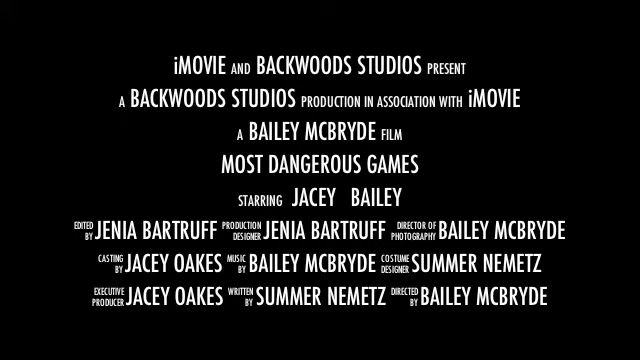 iMOVIE AND BACKWOODS STUDIOS PRESENT
A BACKWOODS STUDIOS PRODUCTION IN ASSOCIATION WITH iMOVIE
A BAILEY MCBRYDE FILM
MOST DANGEROUS GAMES
STARRING JACEY BAILEY
EDITED BY JENIA BARTRUFF PRODUCTION DESIGNER JENIA BARTRUFF DIRECTOR OF PHOTOGRAPHY BAILEY MCBRYDE
CASTING BY JACEY OAKES MUSIC BY BAILEY MCBRYDE COSTUME DESIGNER SUMMER NEMETZ
EXECUTIVE PRODUCER JACEY OAKES WRITTEN BY SUMMER NEMETZ DIRECTED BY BAILEY MCBRYDE